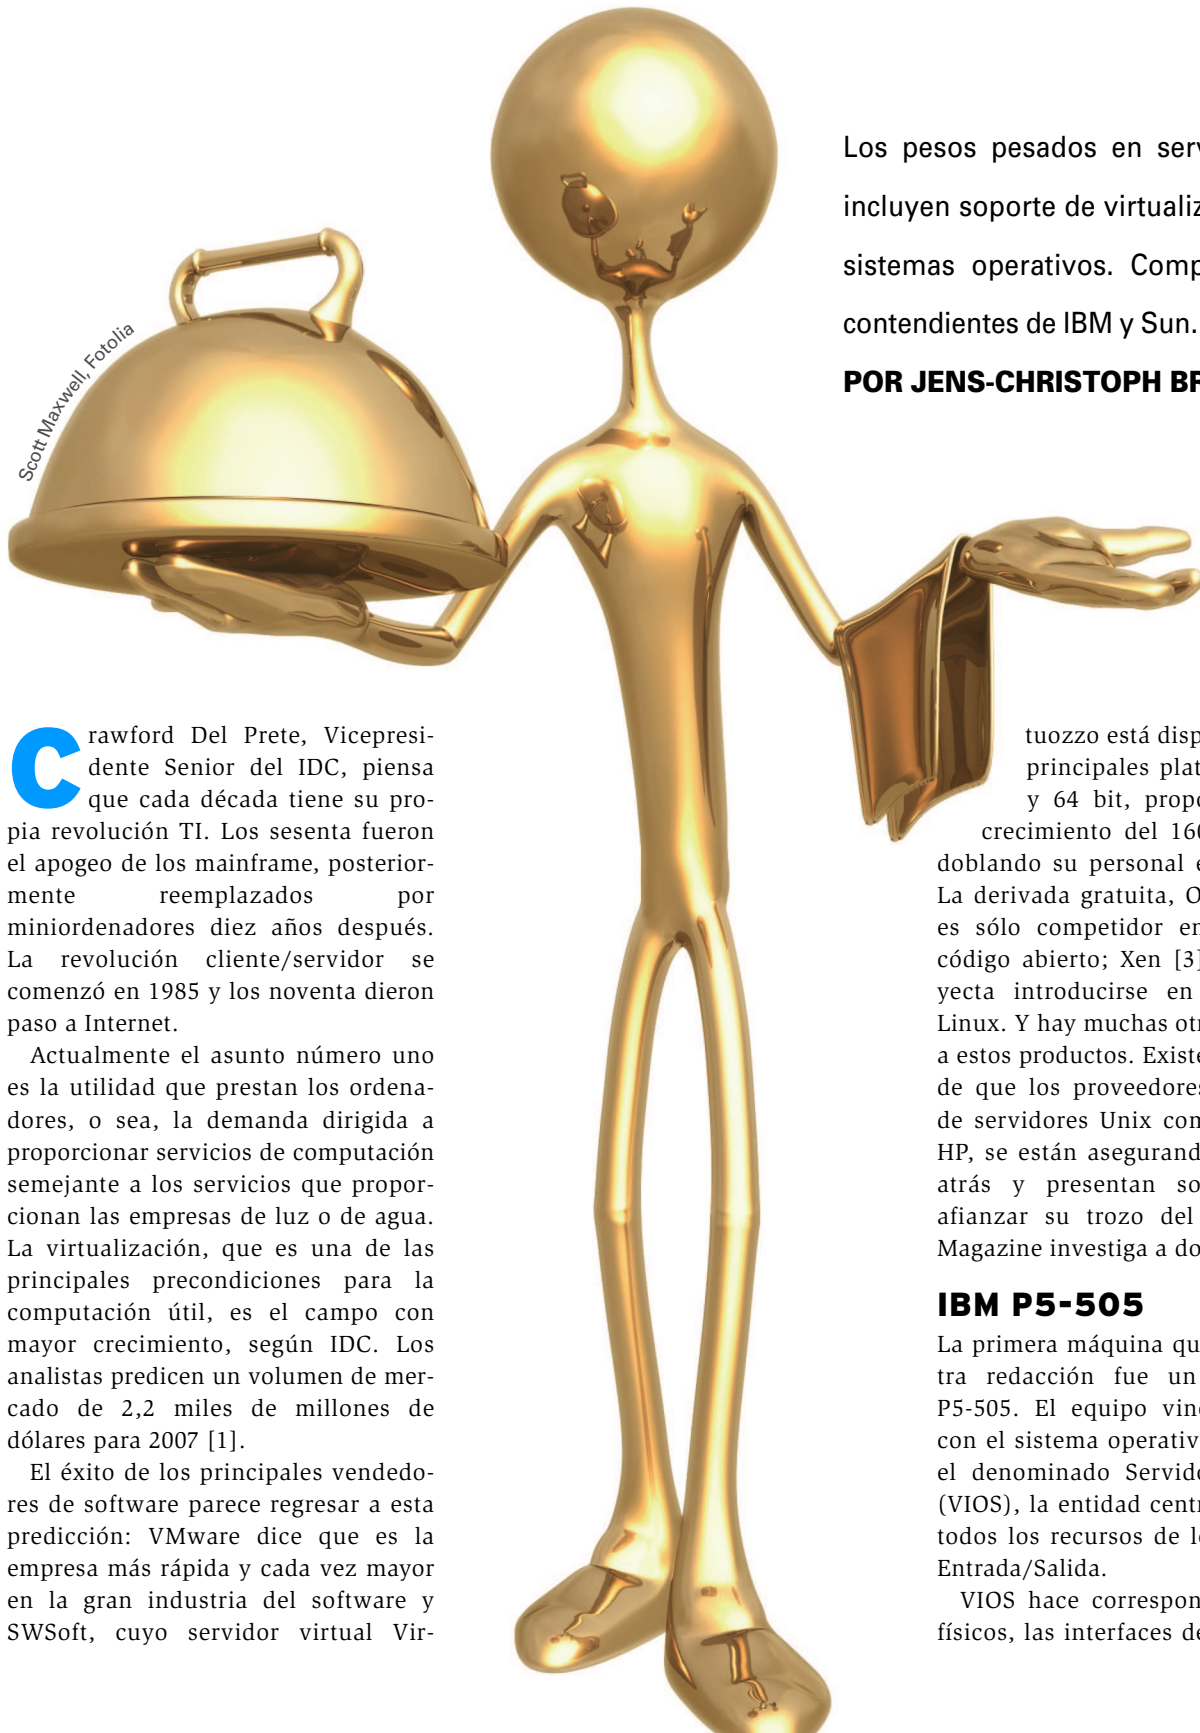 Los pesos pesados en serv
incluyen soporte de virtualiz
sistemas operativos. Comp
contendientes de IBM y Sun.
POR JENS-CHRISTOPH BR
Scott Maxwell, Fotolia
Crawford Del Prete, Vicepresi-
dente Senior del IDC, piensa
que cada década tiene su pro-
pia revolución TI. Los sesenta fueron
el apogeo de los mainframe, posterior-
mente reemplazados por
miniordenadores diez años después.
La revolución cliente/servidor se
comenzó en 1985 y los noventa dieron
paso a Internet.
Actualmente el asunto número uno
es la utilidad que prestan los ordena-
dores, o sea, la demanda dirigida a
proporcionar servicios de computación
semejante a los servicios que propor-
cionan las empresas de luz o de agua.
La virtualización, que es una de las
principales precondiciones para la
computación útil, es el campo con
mayor crecimiento, según IDC. Los
analistas predicen un volumen de mer-
cado de 2,2 miles de millones de
dólares para 2007 [1].
El éxito de los principales vendedo-
res de software parece regresar a esta
predicción: VMware dice que es la
empresa más rápida y cada vez mayor
en la gran industria del software y
SWSoft, cuyo servidor virtual Vir-
tuozzo está disp
principales plat
y 64 bit, propo
crecimiento del 160
doblando su personal e
La derivada gratuita, O
es sólo competidor en
código abierto; Xen [3]
yecta introducirse en
Linux. Y hay muchas otr
a estos productos. Existe
de que los proveedores
de servidores Unix com
HP, se están asegurand
atrás y presentan so
afianzar su trozo del
Magazine investiga a do
IBM P5-505
La primera máquina qu
tra redacción fue un
P5-505. El equipo vino
con el sistema operativ
el denominado Servido
(VIOS), la entidad centr
todos los recursos de lo
Entrada/Salida.
VIOS hace correspon
físicos, las interfaces de